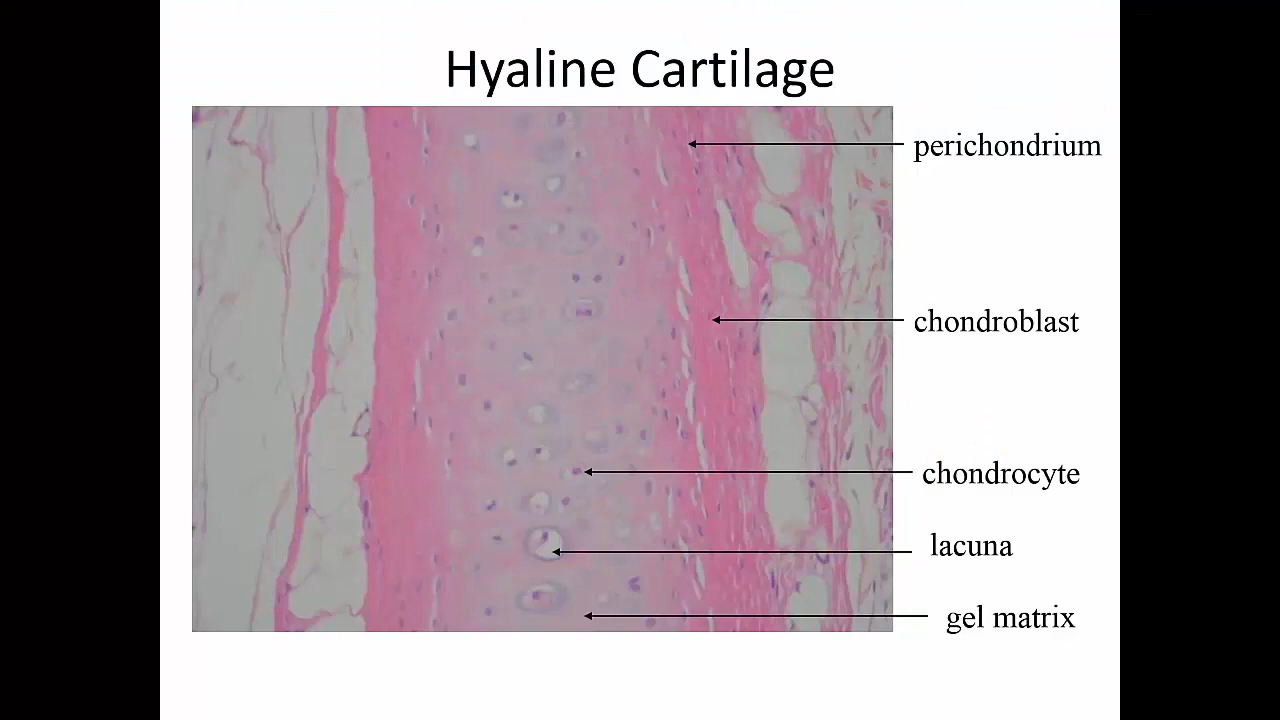 Hyaline Cartilage
perichondrium
chondroblast
chondrocyte
lacuna
gel matrix